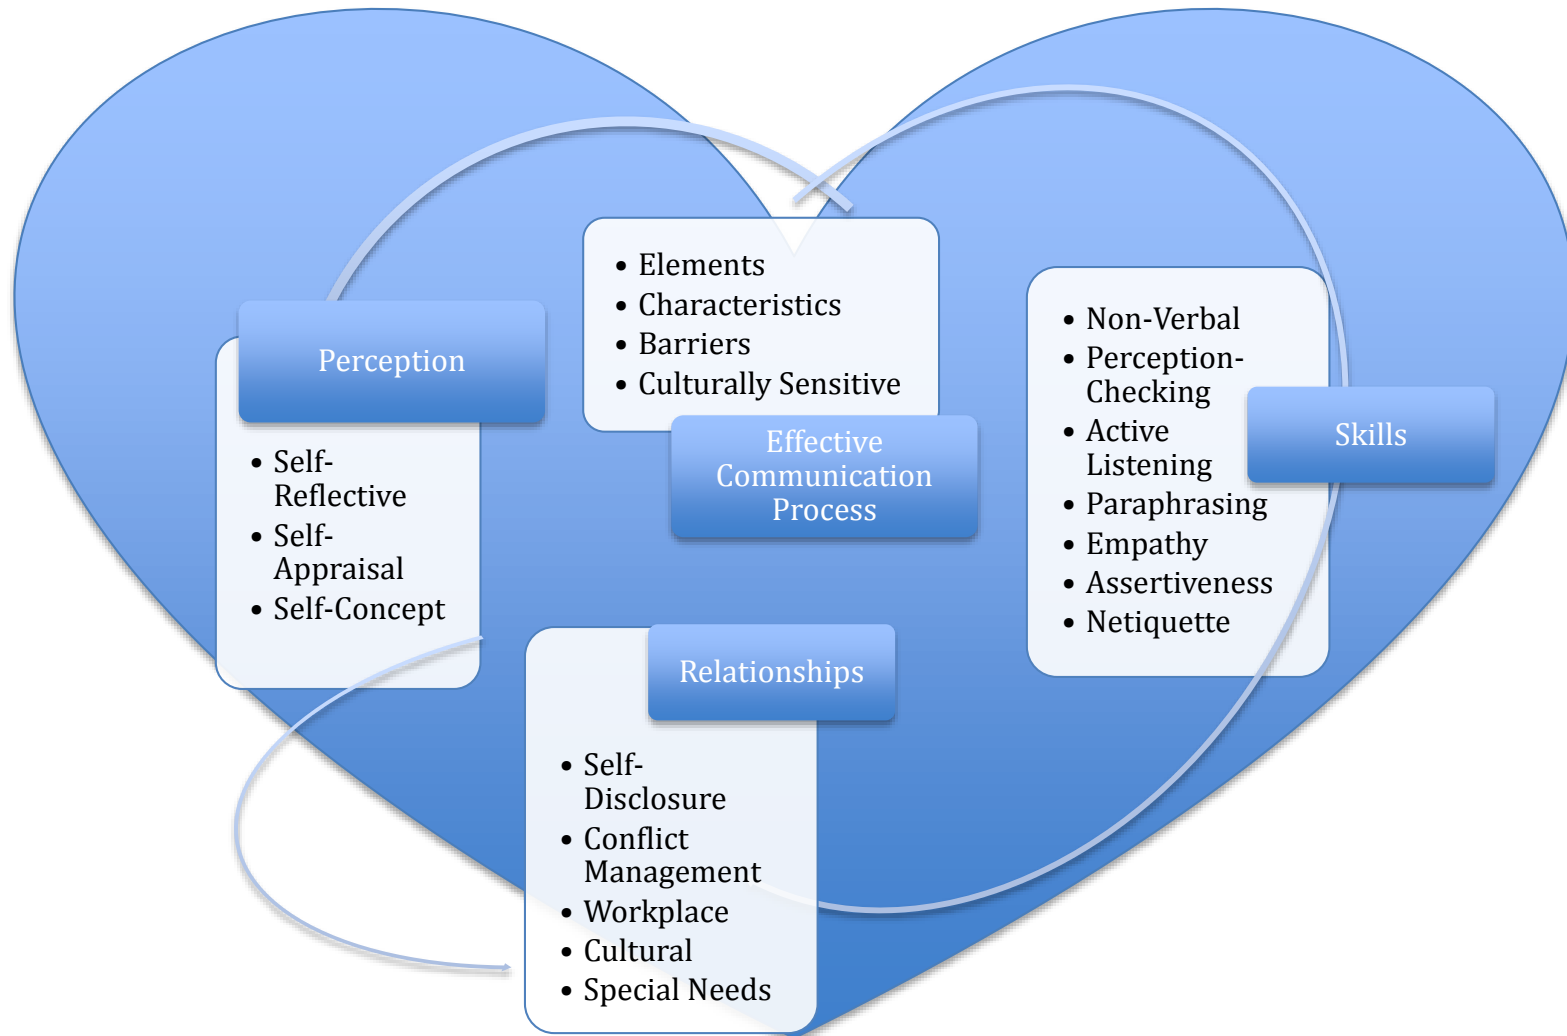 Perception
• Self-
Reflective
• Self-
Appraisal
• Self-Concept
• Elements
• Characteristics
• Barriers
• Culturally Sensitive
Effective
Communication
Process
• Non-Verbal
• Perception-
Checking
• Active
Listening
• Paraphrasing
• Empathy
• Assertiveness
• Netiquette
Skills
Relationships
• Self-
Disclosure
• Conflict
Management
• Workplace
• Cultural
• Special Needs